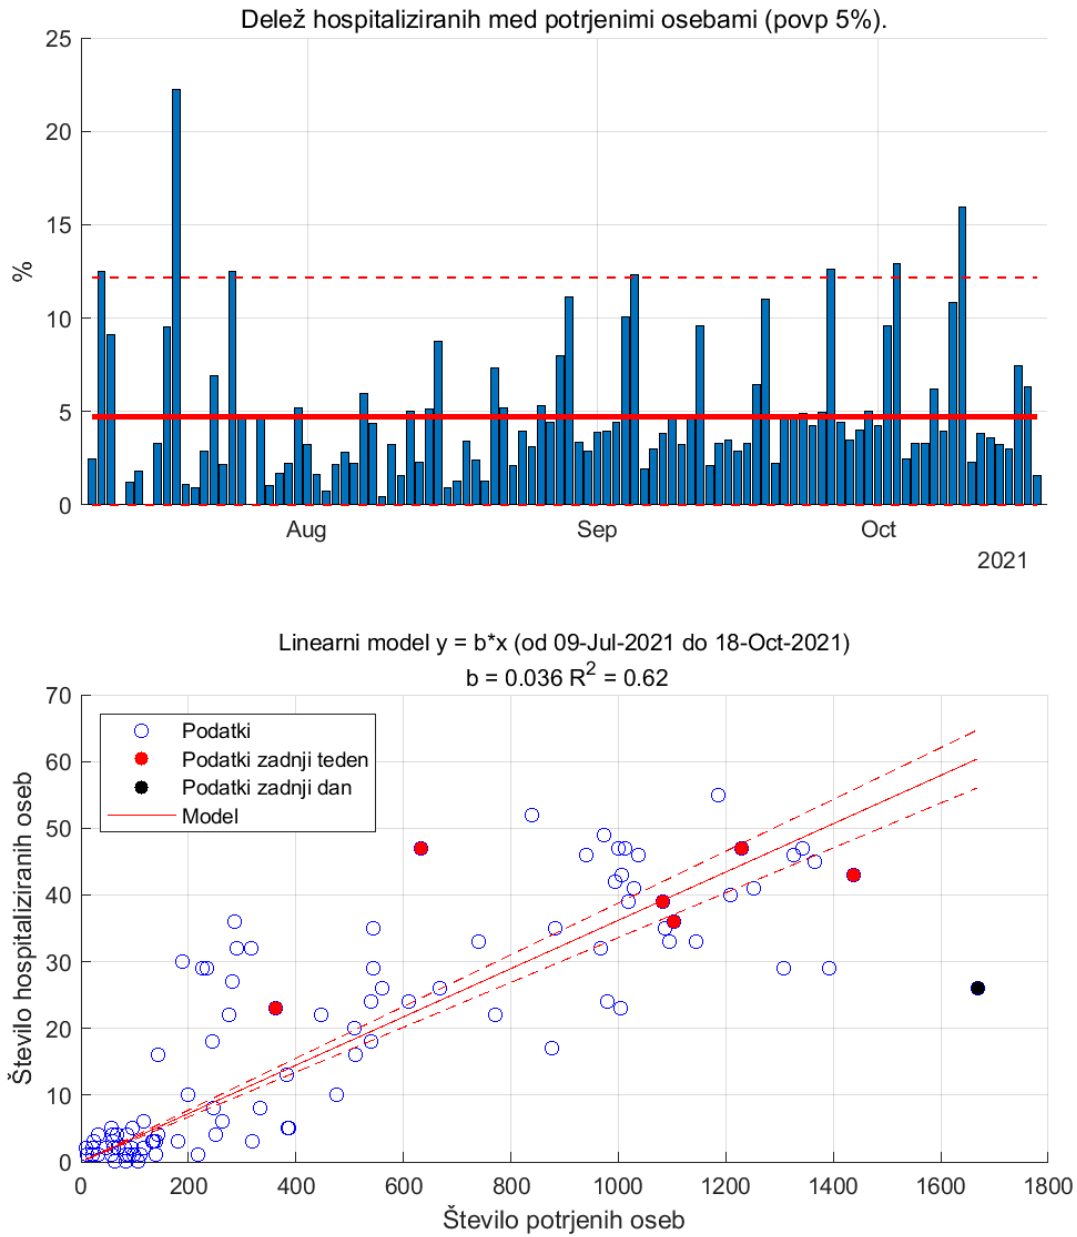 Delež hospitaliziranih med potrjenimi osebami (povp 5%).
25
20
15
10
5
0
%
Aug
Sep
Oct
2021
Linearni model y = b*x (od 09-Jul-2021 do 18-Oct-2021)
b = 0.036 R² = 0.62
70
60
50
40
30
20
10
0
Število hospitaliziranih oseb
Podatki
Podatki zadnji teden
Podatki zadnji dan
Model
0
200
400
600
800
1000
1200
1400
1600
1800
Število potrjenih oseb